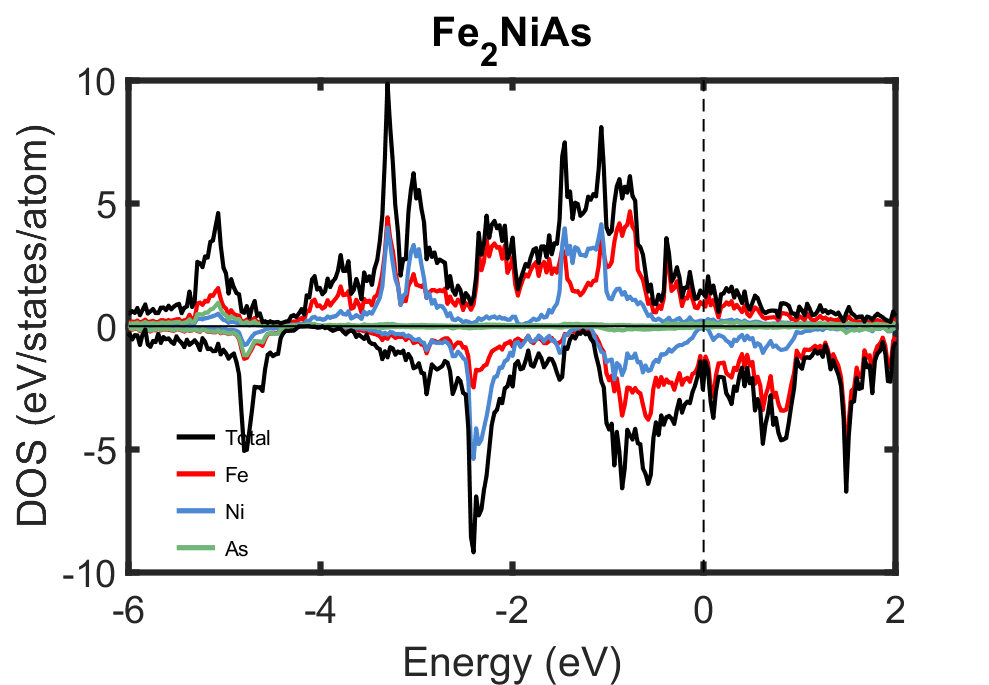 Fe₂NiAs
10
5
0
-5
-10
DOS (eV/states/atom)
Total
Fe
Ni
As
-6 -4 -2 0 2
Energy (eV)